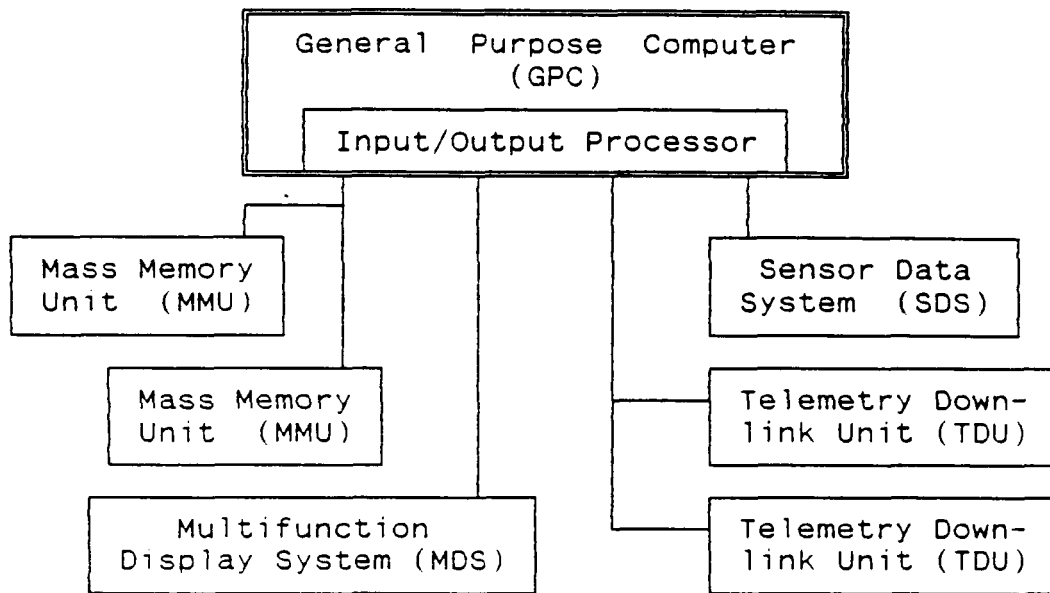 General Purpose Computer
(GPC)
Input/Output Processor
Mass Memory
Unit (MMU)
Sensor Data
System (SDS)
Mass Memory
Unit (MMU)
Telemetry Down-
link Unit (TDU)
Multifunction
Display System (MDS)
Telemetry Down-
link Unit (TDU)